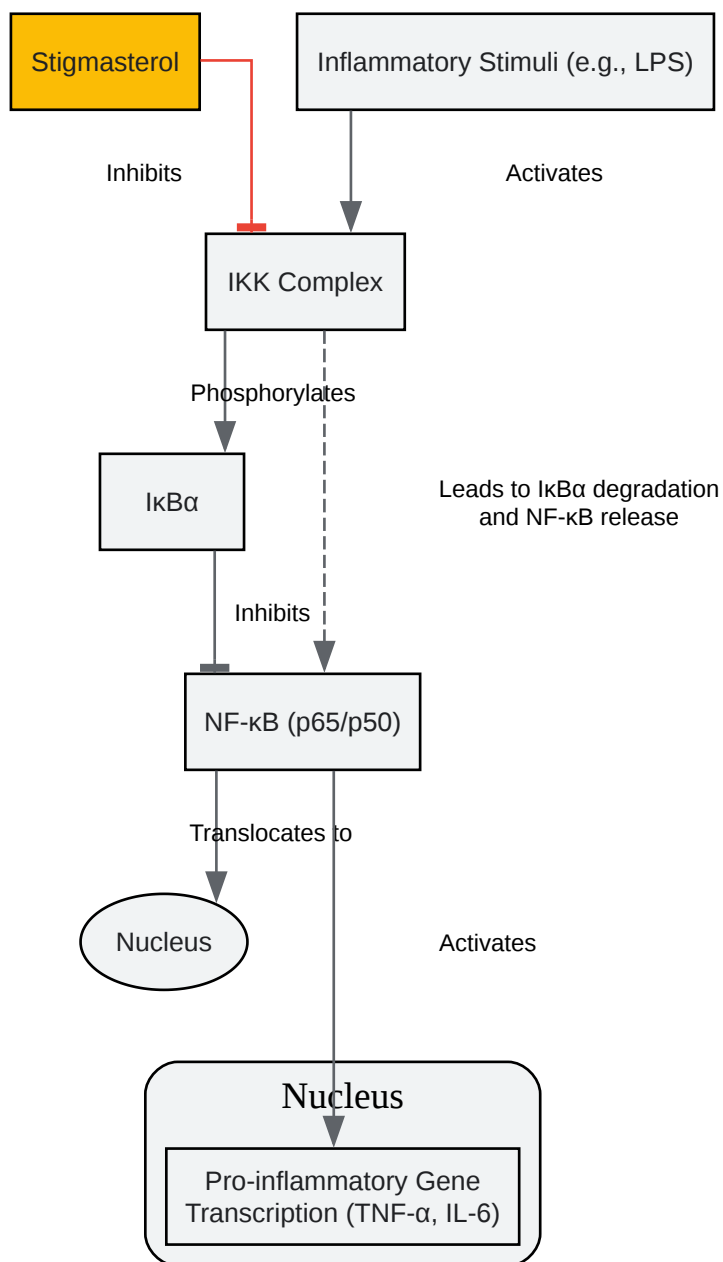 Stigmasterol
Inflammatory Stimuli (e.g., LPS)
Inhibits
Activates
IKK Complex
Phosphorylates
IκBα
Leads to IκBα degradation
and NF-κB release
Inhibits
NF-κB (p65/p50)
Translocates to
Nucleus
Activates
Nucleus
Pro-inflammatory Gene
Transcription (TNF-α, IL-6)